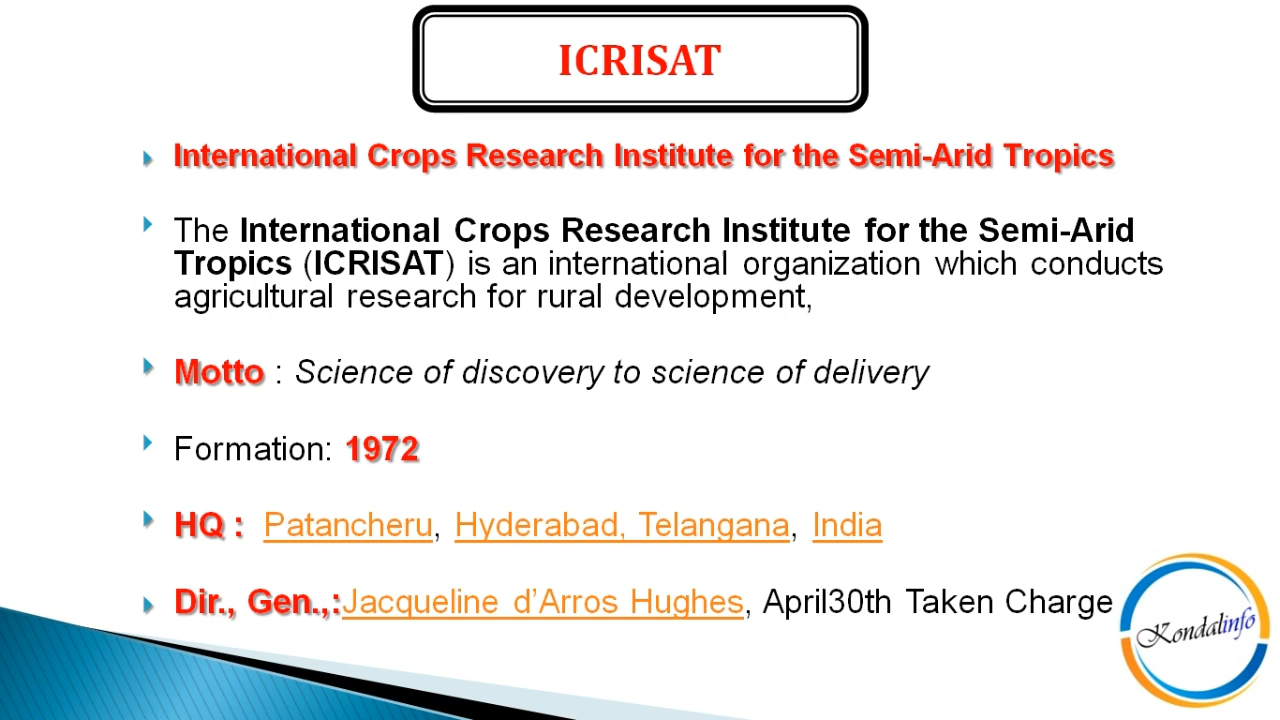 ICRISAT
International Crops Research Institute for the Semi-Arid Tropics
The International Crops Research Institute for the Semi-Arid
Tropics (ICRISAT) is an international organization which conducts
agricultural research for rural development,
Motto : Science of discovery to science of delivery
Formation: 1972
HQ : Patancheru, Hyderabad, Telangana, India
Dir., Gen.,:Jacqueline d’Arros Hughes, April30th Taken Charge
Kondalinfo